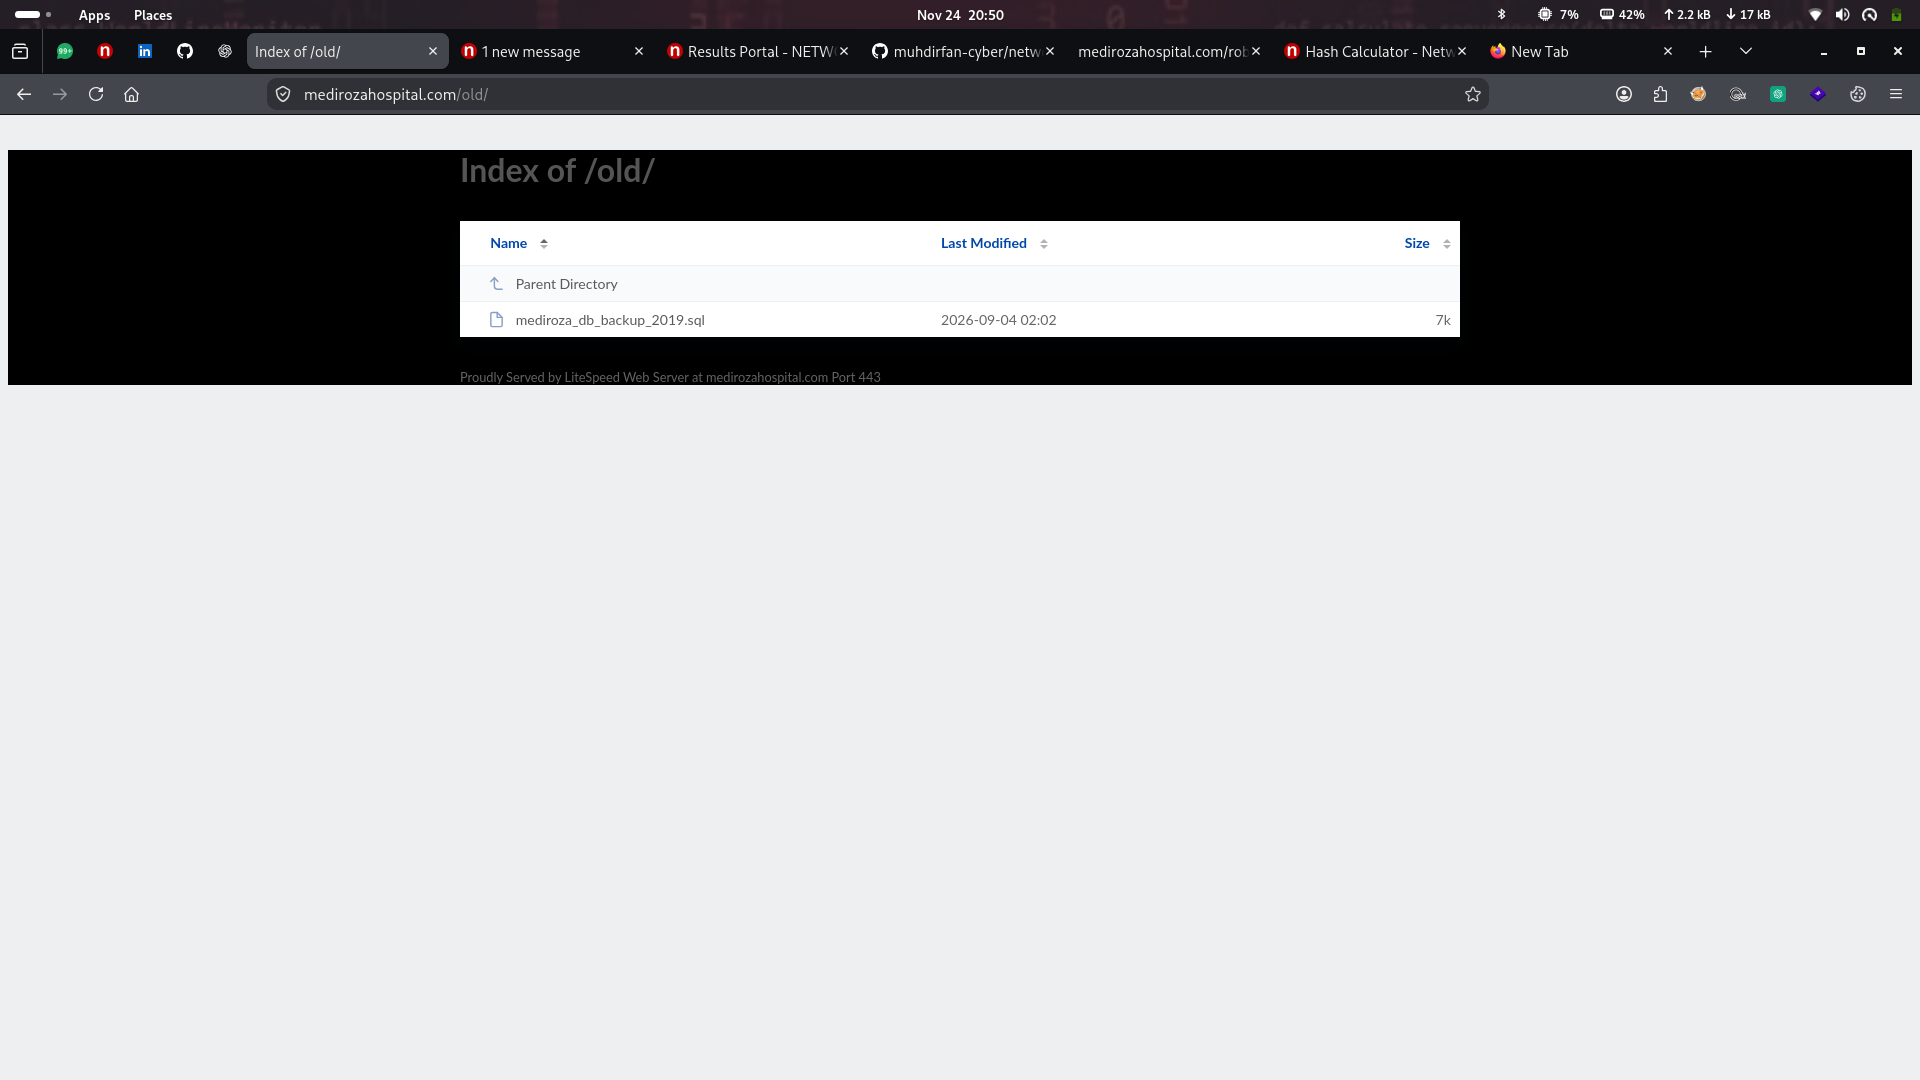 Apps Places Nov 24 20:50 7% 42% 2.2 kB 17 kB
99+ n in Index of /old/ n 1 new message n Results Portal - NETW muhdirfan-cyber/netw medirozahospital.com/rob n Hash Calculator - Netw New Tab
medirozahospital.com/old/
Index of /old/
Name Last Modified Size
Parent Directory
mediroza_db_backup_2019.sql 2026-09-04 02:02 7k
Proudly Served by LiteSpeed Web Server at medirozahospital.com Port 443